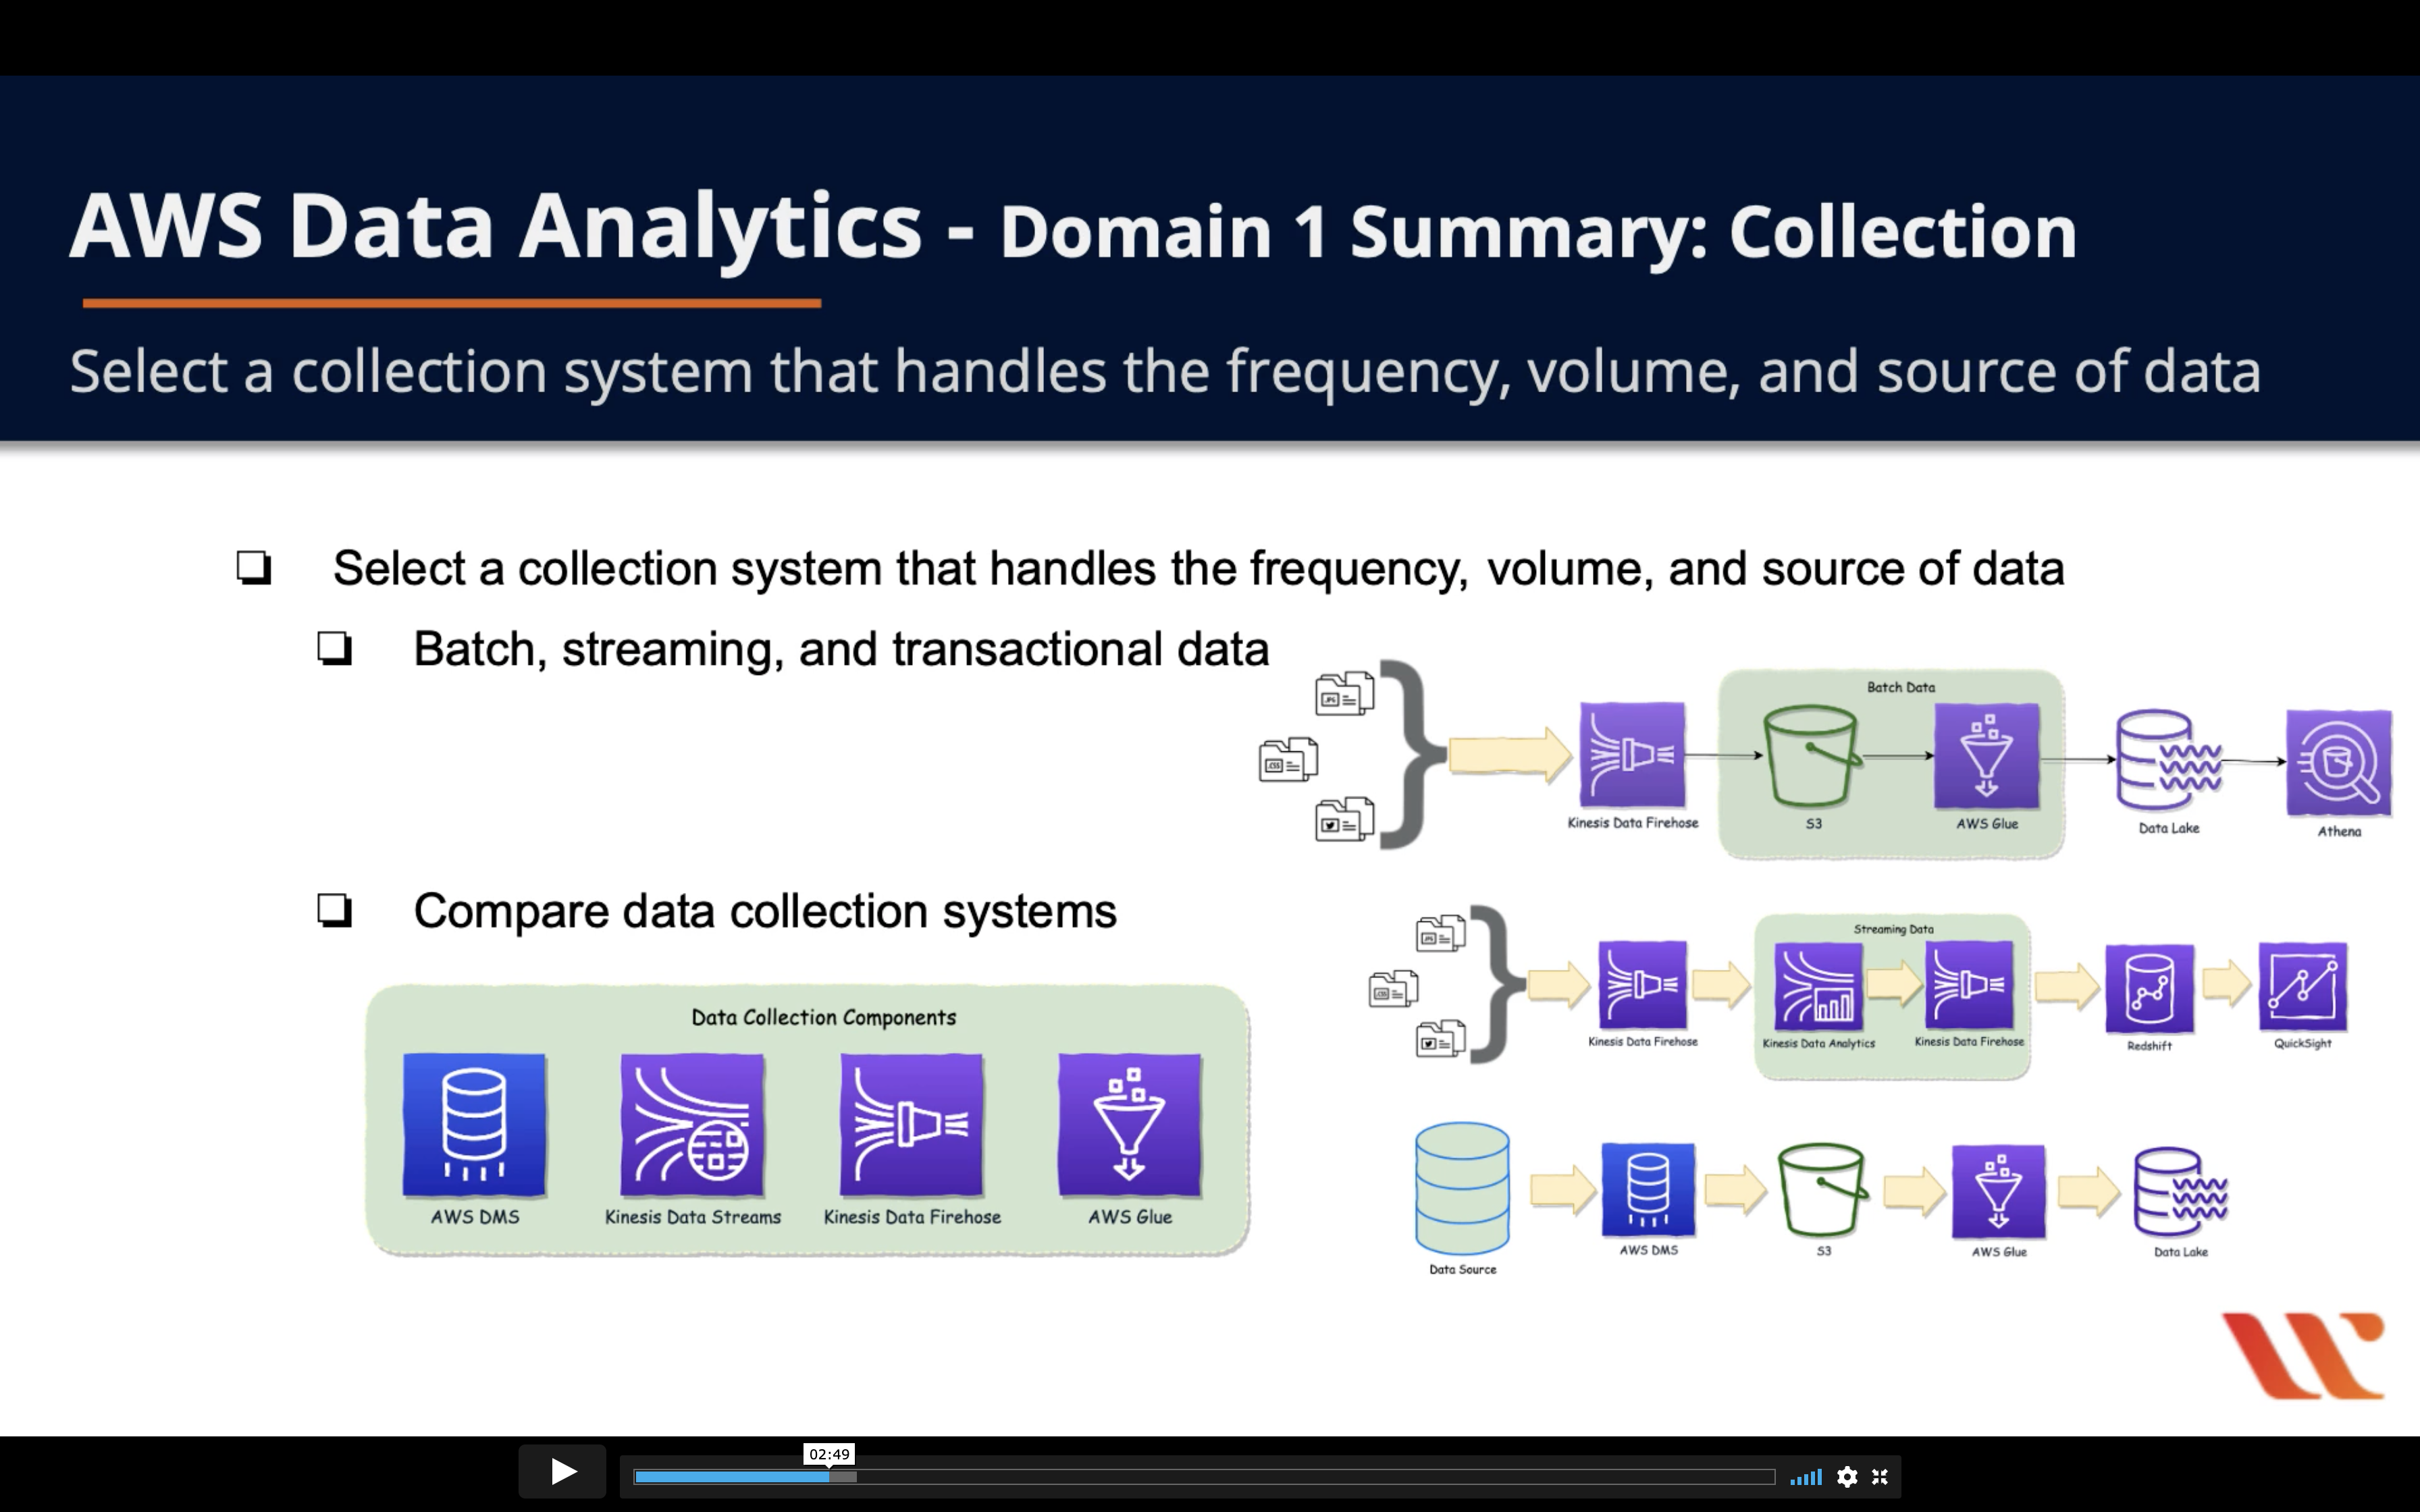 AWS Data Analytics - Domain 1 Summary: Collection
Select a collection system that handles the frequency, volume, and source of data
Select a collection system that handles the frequency, volume, and source of data
Batch, streaming, and transactional data
Batch Data
Kinesis Data Firehose
S3
AWS Glue
Data Lake
Athena
Compare data collection systems
Data Collection Components
AWS DMS
Kinesis Data Streams
Kinesis Data Firehose
AWS Glue
Streaming Data
Kinesis Data Firehose
Kinesis Data Analytics
Kinesis Data Firehose
Redshift
QuickSight
Data Source
AWS DMS
S3
AWS Glue
Data Lake
02:49